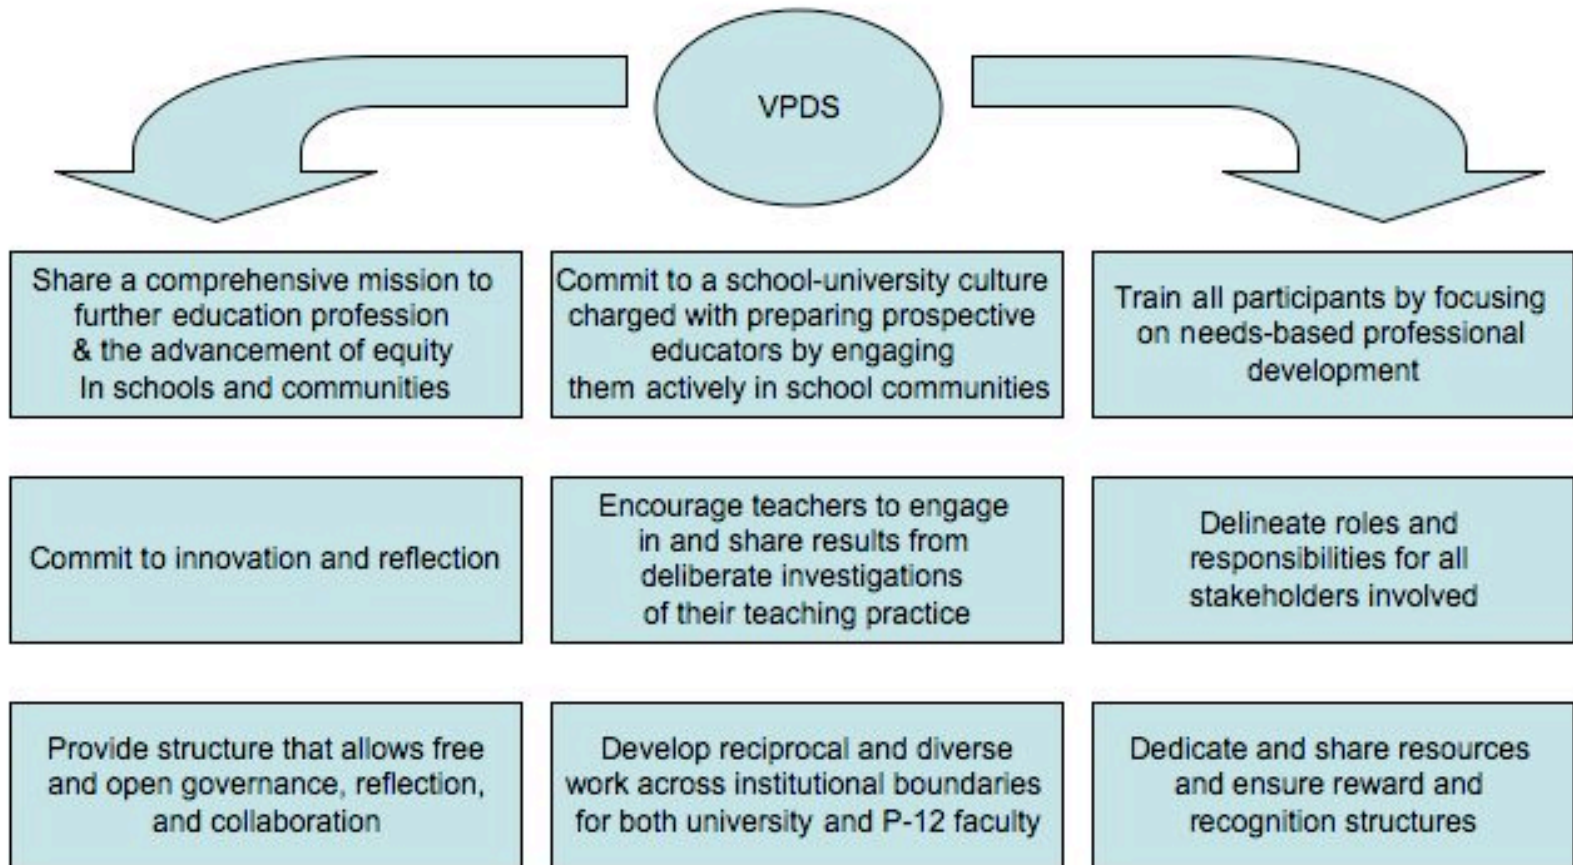 VPDS
Share a comprehensive mission to
further education profession
& the advancement of equity
In schools and communities
Commit to a school-university culture
charged with preparing prospective
educators by engaging
them actively in school communities
Train all participants by focusing
on needs-based professional
development
Commit to innovation and reflection
Encourage teachers to engage
in and share results from
deliberate investigations
of their teaching practice
Delineate roles and
responsibilities for all
stakeholders involved
Provide structure that allows free
and open governance, reflection,
and collaboration
Develop reciprocal and diverse
work across institutional boundaries
for both university and P-12 faculty
Dedicate and share resources
and ensure reward and
recognition structures